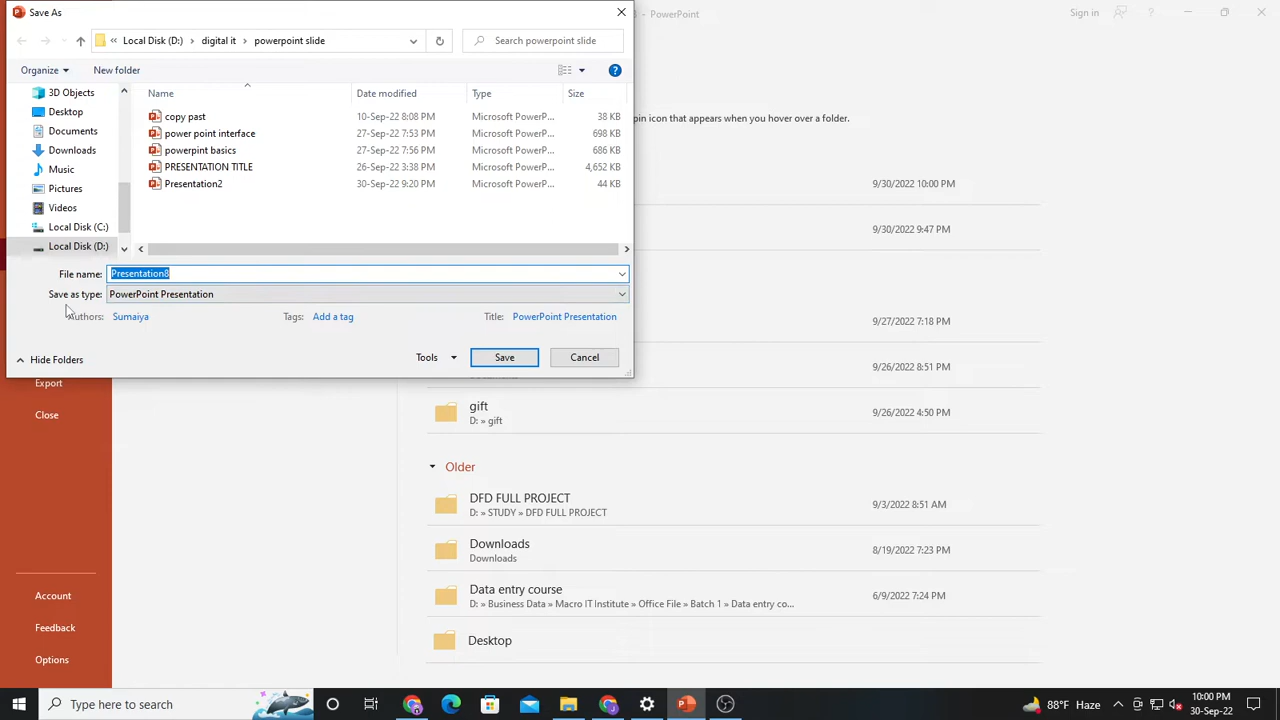 Save As
8 - PowerPoint
Sign in
?
« Local Disk (D:) › digital it › powerpoint slide
Search powerpoint slide
Organize
New folder
?
3D Objects
Desktop
Documents
Downloads
Music
Pictures
Videos
Local Disk (C:)
Local Disk (D:)
Name Date modified Type Size
copy past 10-Sep-22 8:08 PM Microsoft PowerP... 38 KB
power point interface 27-Sep-22 7:53 PM Microsoft PowerP... 698 KB
powerpint basics 27-Sep-22 7:56 PM Microsoft PowerP... 686 KB
PRESENTATION TITLE 26-Sep-22 3:38 PM Microsoft PowerP... 4,652 KB
Presentation2 30-Sep-22 9:20 PM Microsoft PowerP... 44 KB
File name: Presentation8
Save as type: PowerPoint Presentation
Authors: Sumaiya Tags: Add a tag Title: PowerPoint Presentation
Hide Folders
Tools
Save
Cancel
pin icon that appears when you hover over a folder.
9/30/2022 10:00 PM
9/30/2022 9:47 PM
9/27/2022 7:18 PM
9/26/2022 8:51 PM
gift
D: » gift
9/26/2022 4:50 PM
Older
DFD FULL PROJECT
D: » STUDY » DFD FULL PROJECT
9/3/2022 8:51 AM
Downloads
Downloads
8/19/2022 7:23 PM
Data entry course
D: » Business Data » Macro IT Institute » Office File » Batch 1 » Data entry co...
6/9/2022 7:24 PM
Desktop
Export
Close
Account
Feedback
Options
Type here to search
88°F Haze
10:00 PM
30-Sep-22